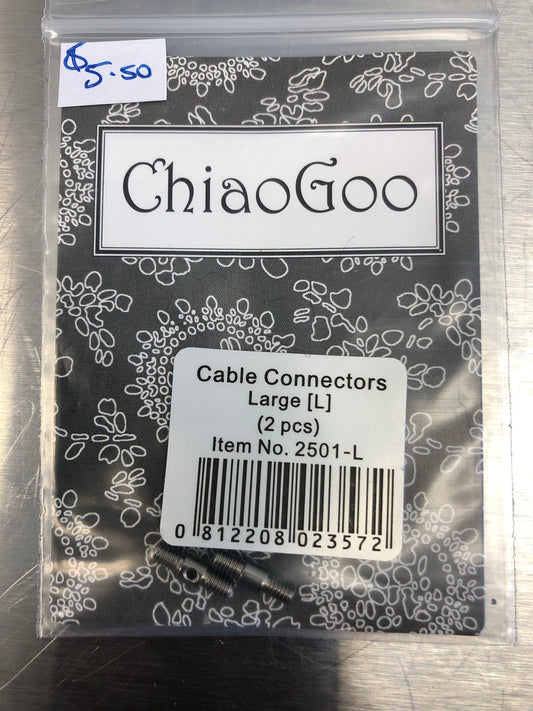 $
5.50
ChiaoGoo
Cable Connectors
Large [L]
(2 pcs)
Item No. 2501-L
0 812208 023572